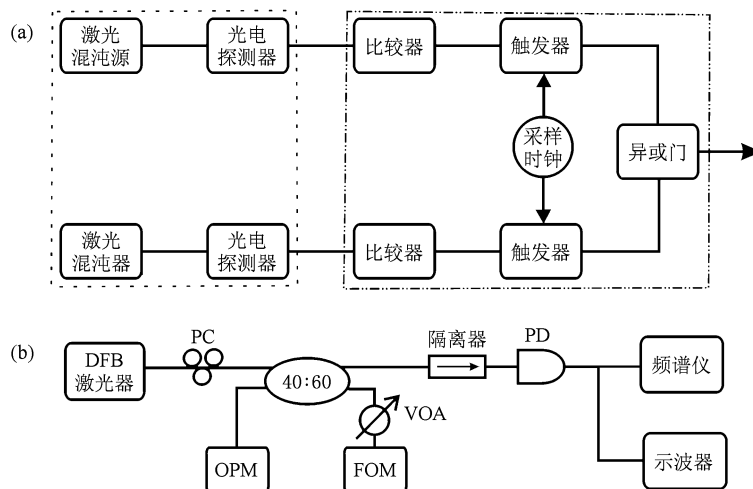 (a)
激光
混沌源
光电
探测器
比较器
触发器
采样
时钟
异或门
激光
混沌器
光电
探测器
比较器
触发器
(b)
DFB
激光器
PC
40:60
隔离器
PD
频谱仪
VOA
OPM
FOM
示波器